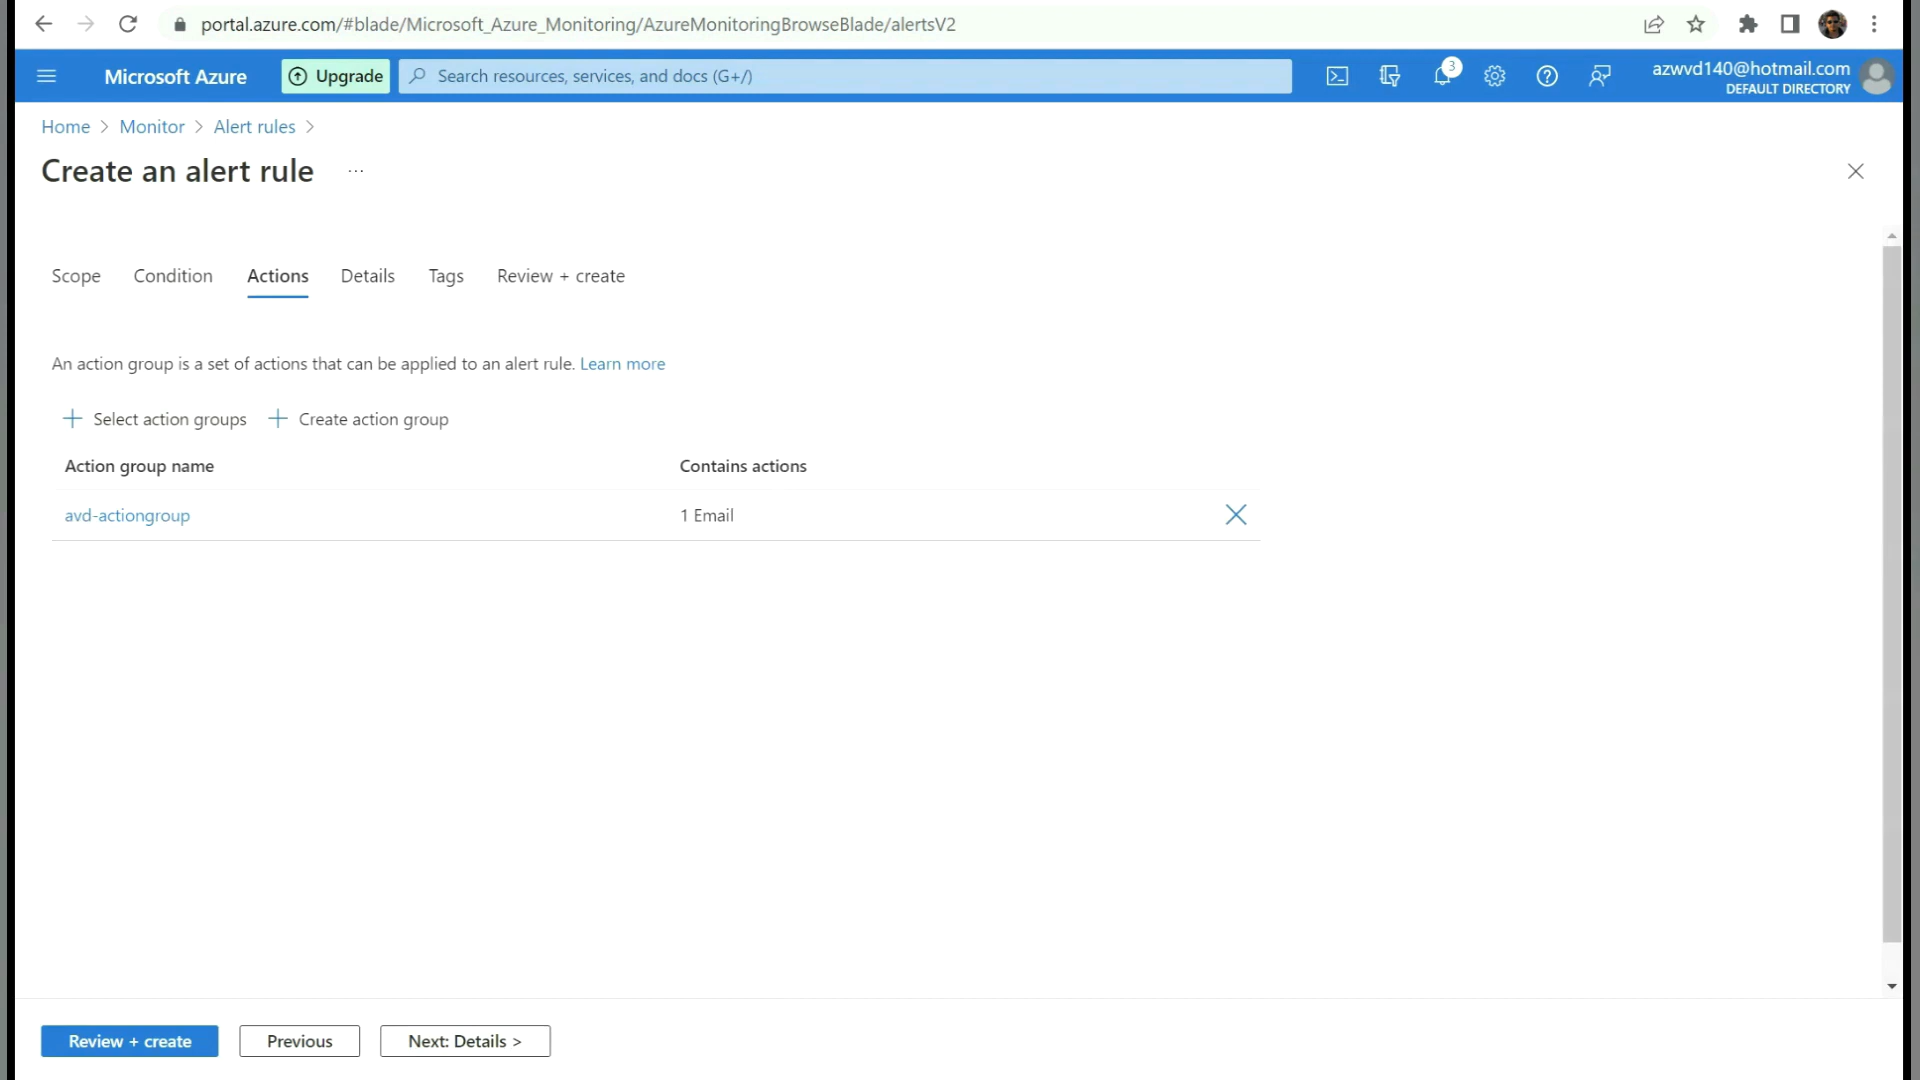 portal.azure.com/#blade/Microsoft_Azure_Monitoring/AzureMonitoringBrowseBlade/alertsV2
Microsoft Azure
Upgrade
Search resources, services, and docs (G+/)
3
azwvd140@hotmail.com
DEFAULT DIRECTORY
Home > Monitor > Alert rules >
Create an alert rule ...
Scope Condition Actions Details Tags Review + create
An action group is a set of actions that can be applied to an alert rule. Learn more
+ Select action groups + Create action group
Action group name Contains actions
avd-actiongroup 1 Email
Review + create Previous Next: Details >